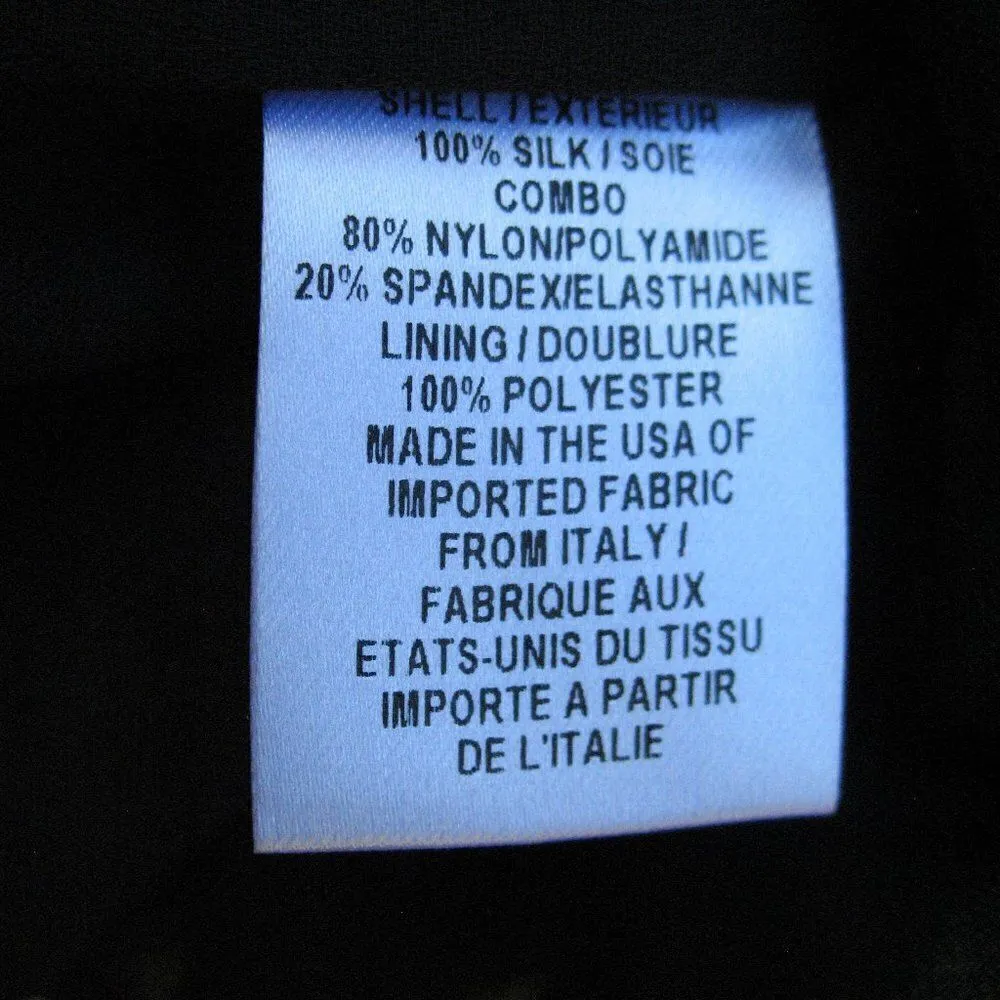 SHELL / EXTERIEUR
100% SILK / SOIE
COMBO
80% NYLON/POLYAMIDE
20% SPANDEX/ELASTHANNE
LINING / DOUBLURE
100% POLYESTER
MADE IN THE USA OF
IMPORTED FABRIC
FROM ITALY /
FABRIQUE AUX
ETATS-UNIS DU TISSU
IMPORTE A PARTIR
DE L'ITALIE